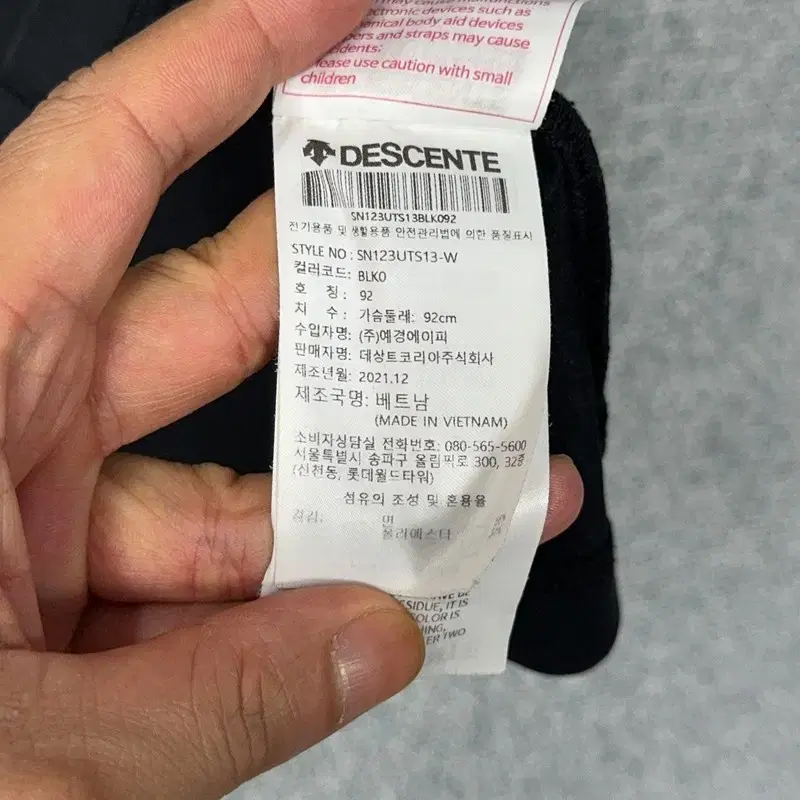 may cause malfunctions
electronic devices such as
body aid devices
and straps may cause
use caution with small
children
DESCENTE
SN123UTS13BLK092
전기용품 및 생활용품 안전관리법에 의한 품질표시
STYLE NO : SN123UTS13-W
컬러코드: BLK0
호 칭 : 92
치 수 : 가슴둘레: 92cm
수입자명: (주)예경에이피
판매자명: 데상트코리아주식회사
제조년월: 2021.12
제조국명: 베트남
(MADE IN VIETNAM)
소비자상담실 전화번호: 080-565-5600
서울특별시 송파구 올림픽로 300, 32층
(신천동, 롯데월드타워)
섬유의 조성 및 혼용율
겉감: 면
폴리에스터
IT IS
COLOR IS
TWO